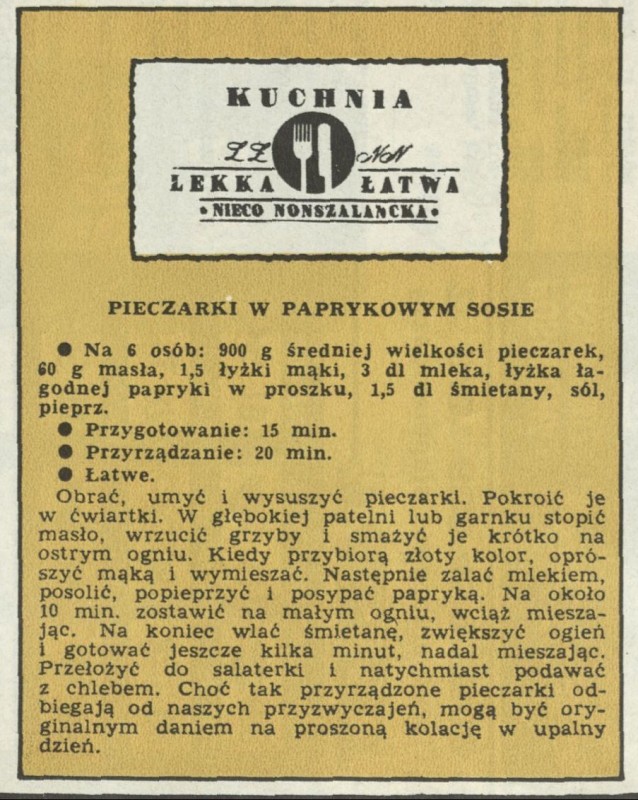 KUCHNIA
ŁŁ NN
LEKKA ŁATWA
• NIECO NONSZALANCKA •
PIECZARKI W PAPRYKOWYM SOSIE
● Na 6 osób: 900 g średniej wielkości pieczarek,
60 g masła, 1,5 łyżki mąki, 3 dl mleka, łyżka ła-
godnej papryki w proszku, 1,5 dl śmietany, sól,
pieprz.
● Przygotowanie: 15 min.
● Przyrządzanie: 20 min.
● Łatwe.
Obrać, umyć i wysuszyć pieczarki. Pokroić je
w ćwiartki. W głębokiej patelni lub garnku stopić
masło, wrzucić grzyby i smażyć je krótko na
ostrym ogniu. Kiedy przybiorą złoty kolor, opró-
szyć mąką i wymieszać. Następnie zalać mlekiem,
posolić, popieprzyć i posypać papryką. Na około
10 min. zostawić na małym ogniu, wciąż miesza-
jąc. Na koniec wlać śmietanę, zwiększyć ogień
i gotować jeszcze kilka minut, nadal mieszając.
Przełożyć do salaterki i natychmiast podawać
z chlebem. Choć tak przyrządzone pieczarki od-
biegają od naszych przyzwyczajeń, mogą być ory-
ginalnym daniem na proszoną kolację w upalny
dzień.